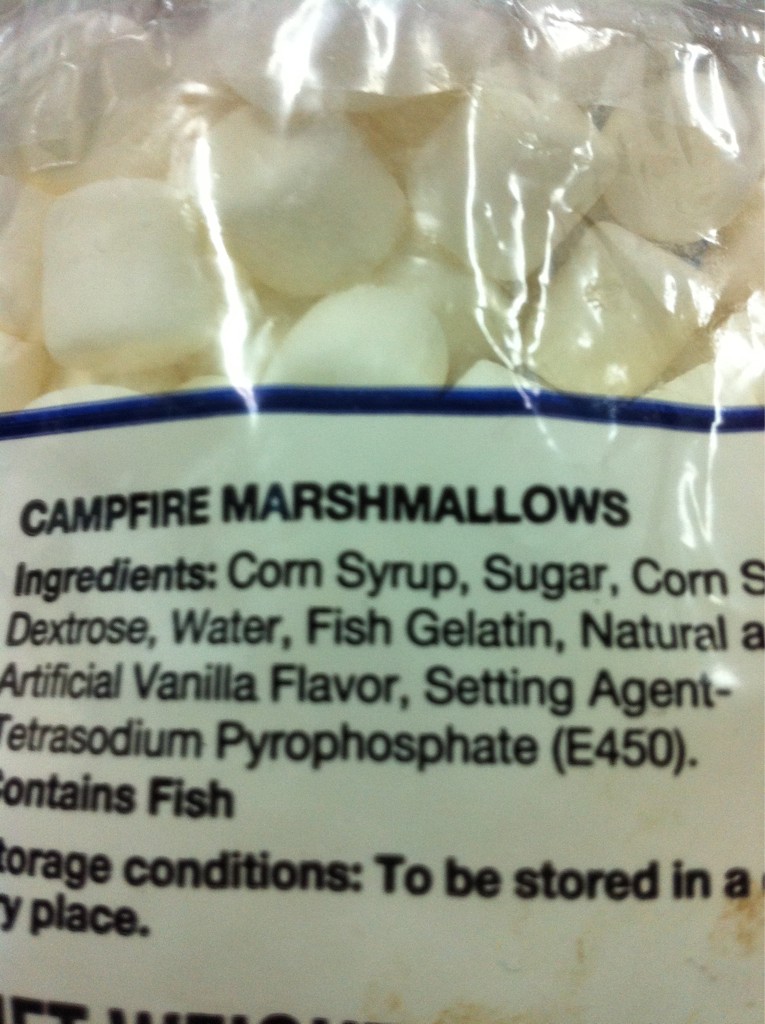 CAMPFIRE MARSHMALLOWS
Ingredients: Corn Syrup, Sugar, Corn S
Dextrose, Water, Fish Gelatin, Natural a
Artificial Vanilla Flavor, Setting Agent-
Tetrasodium Pyrophosphate (E450).
Contains Fish
torage conditions: To be stored in a
ry place.